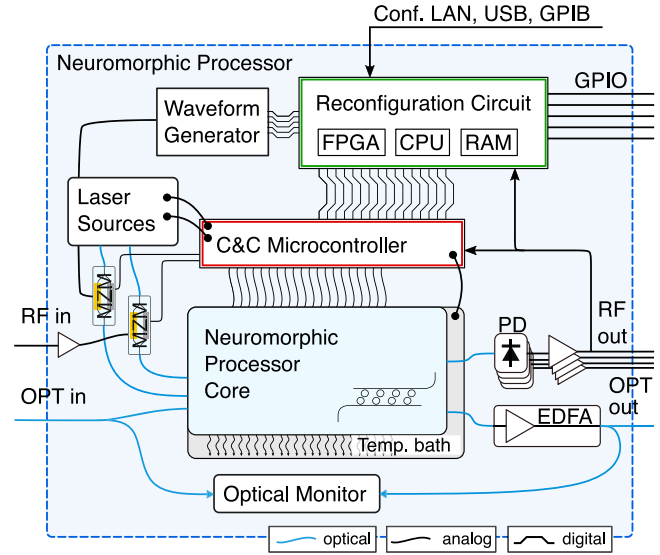 Conf. LAN, USB, GPIB
Neuromorphic Processor
Waveform
Generator
Reconfiguration Circuit
FPGA CPU RAM
GPIO
Laser
Sources
C&C Microcontroller
MZM
MZM
RF in
Neuromorphic
Processor
Core
PD
RF
out
OPT in
OPT
out
EDFA
Temp. bath
Optical Monitor
optical analog digital